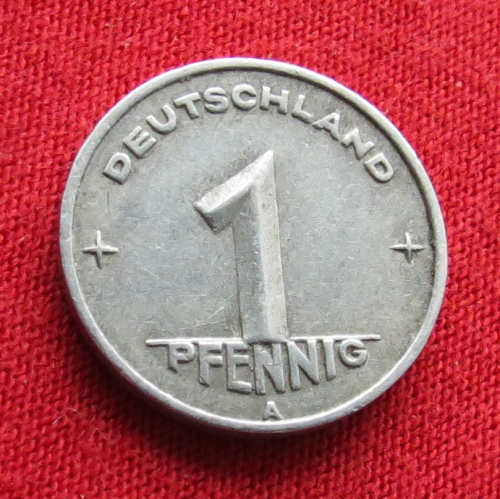 DEUTSCHLAND
1
PFENNIG
A